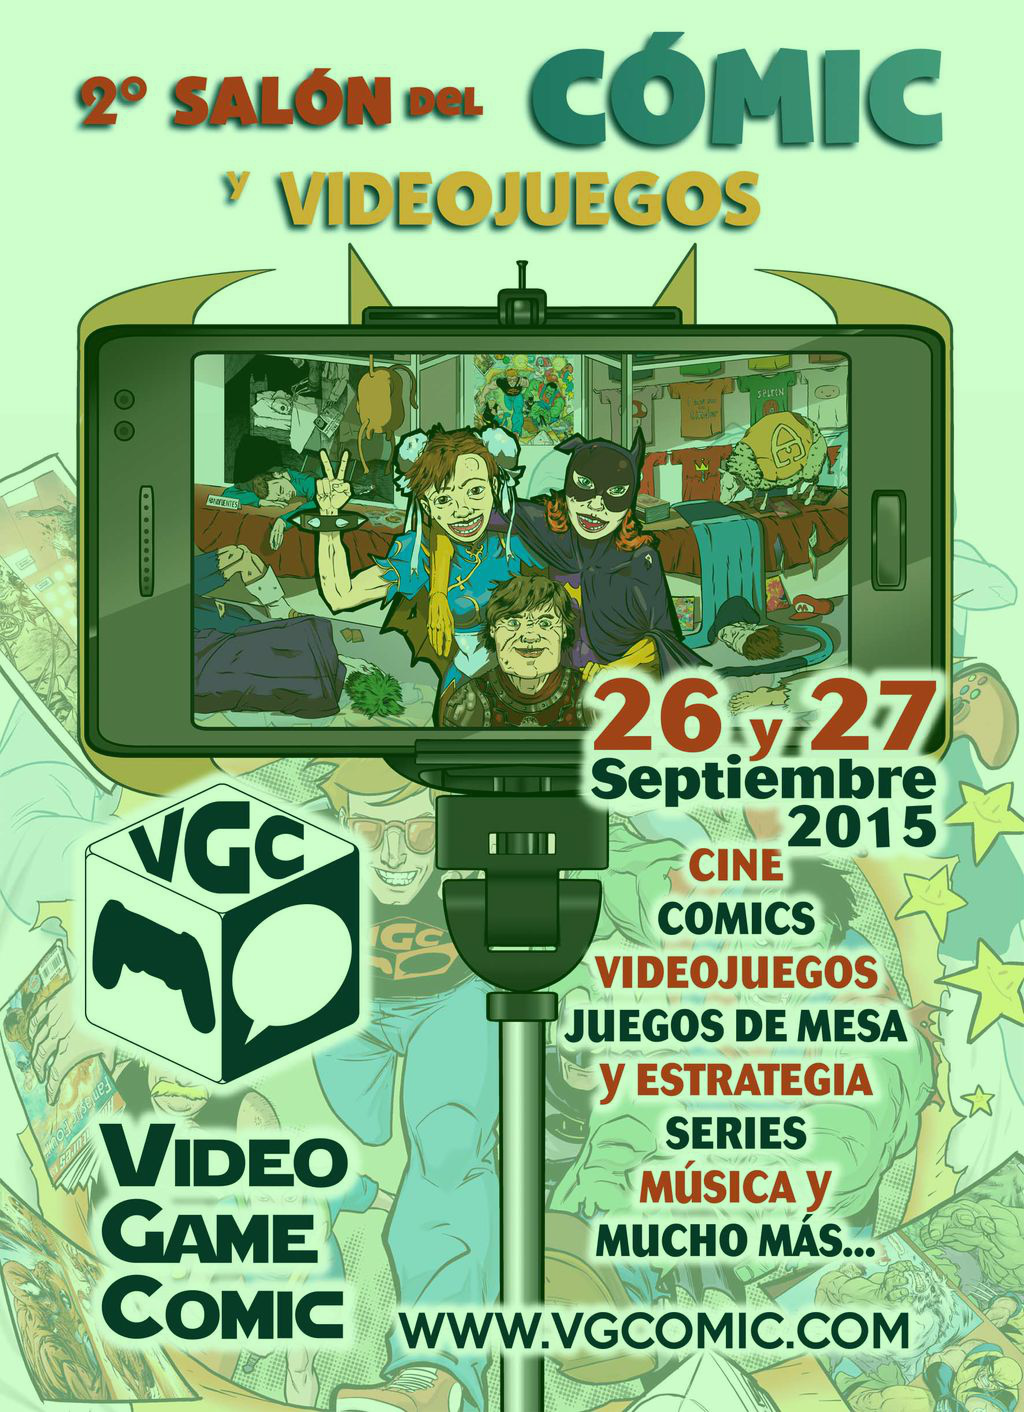 2º SALÓN DEL CÓMIC
Y VIDEOJUEGOS
26 y 27
Septiembre
2015
CINE
COMICS
VIDEOJUEGOS
JUEGOS DE MESA
Y ESTRATEGIA
SERIES
MÚSICA Y
MUCHO MÁS...
VGC
VIDEO
GAME
COMIC
WWW.VGCOMIC.COM